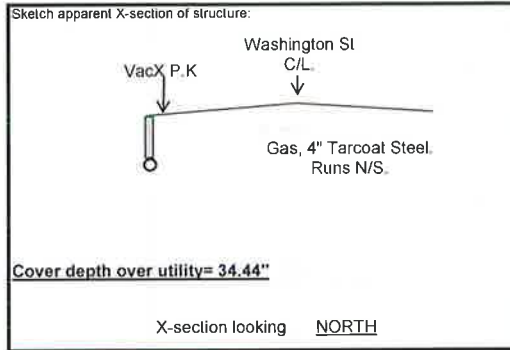 Sketch apparent X-section of structure:
Washington St
C/L.
VacX P.K
Gas, 4" Tarcoat Steel.
Runs N/S.
Cover depth over utility= 34.44"
X-section looking NORTH